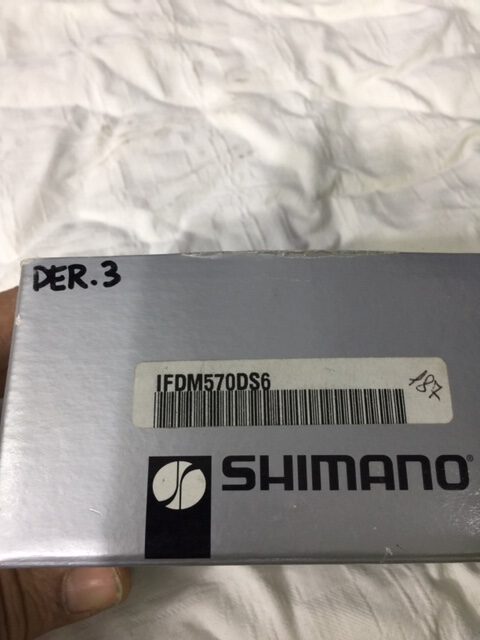 DER.3
IFDM570DS6
187
SHIMANO®